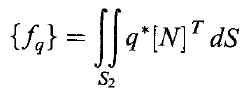 {f_q} = ∬_{S_2} q*[N]^T dS